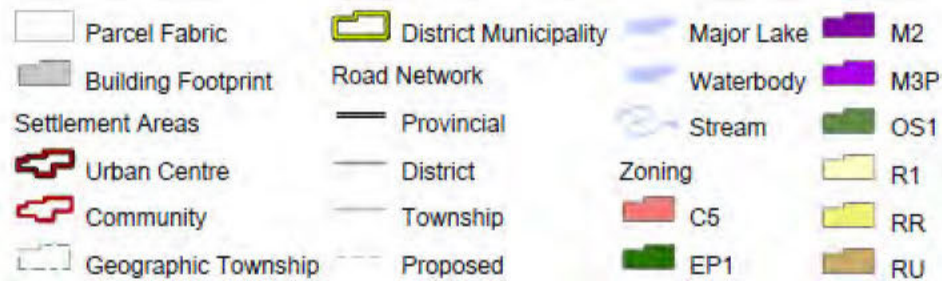 Parcel Fabric
Building Footprint
Settlement Areas
Urban Centre
Community
Geographic Township
District Municipality
Road Network
Provincial
District
Township
Proposed
Major Lake
Waterbody
Stream
Zoning
C5
EP1
M2
M3P
OS1
R1
RR
RU